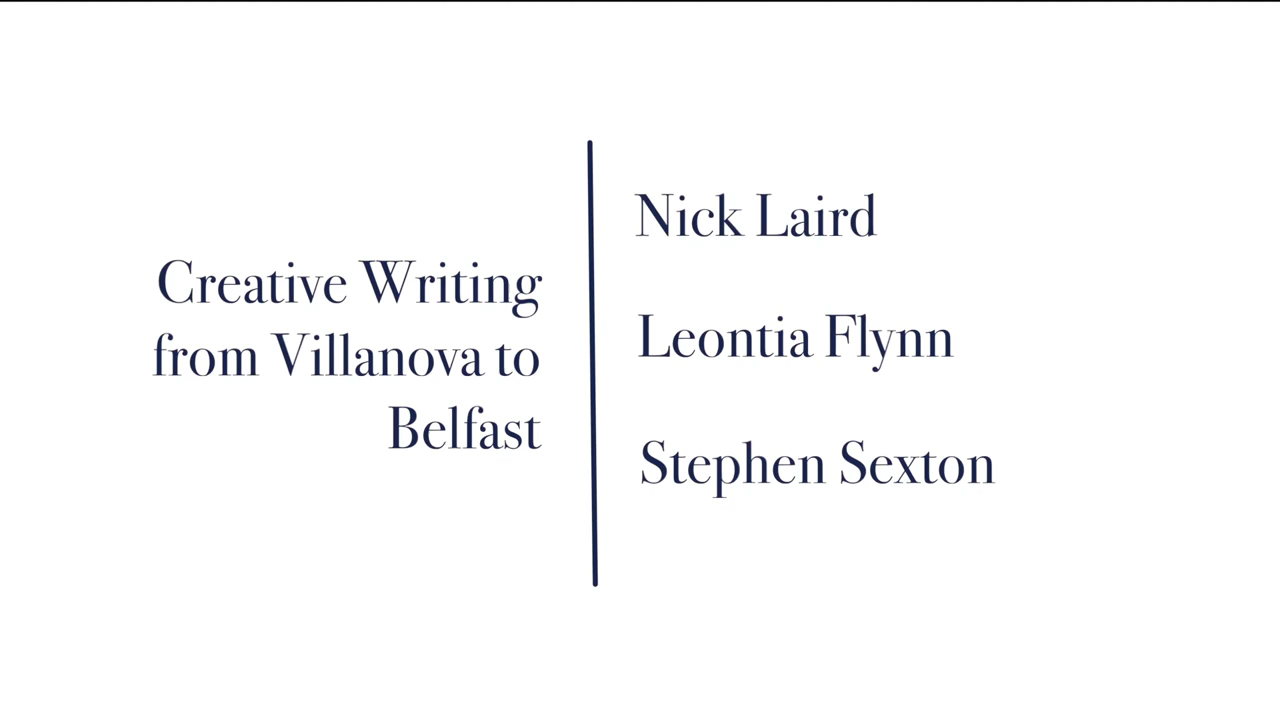 Creative Writing
from Villanova to
Belfast
Nick Laird
Leontia Flynn
Stephen Sexton